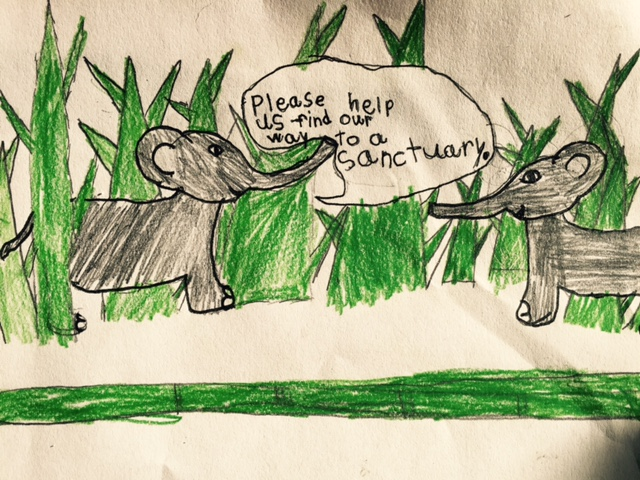 Please help
us find our
way to a
sanctuary.